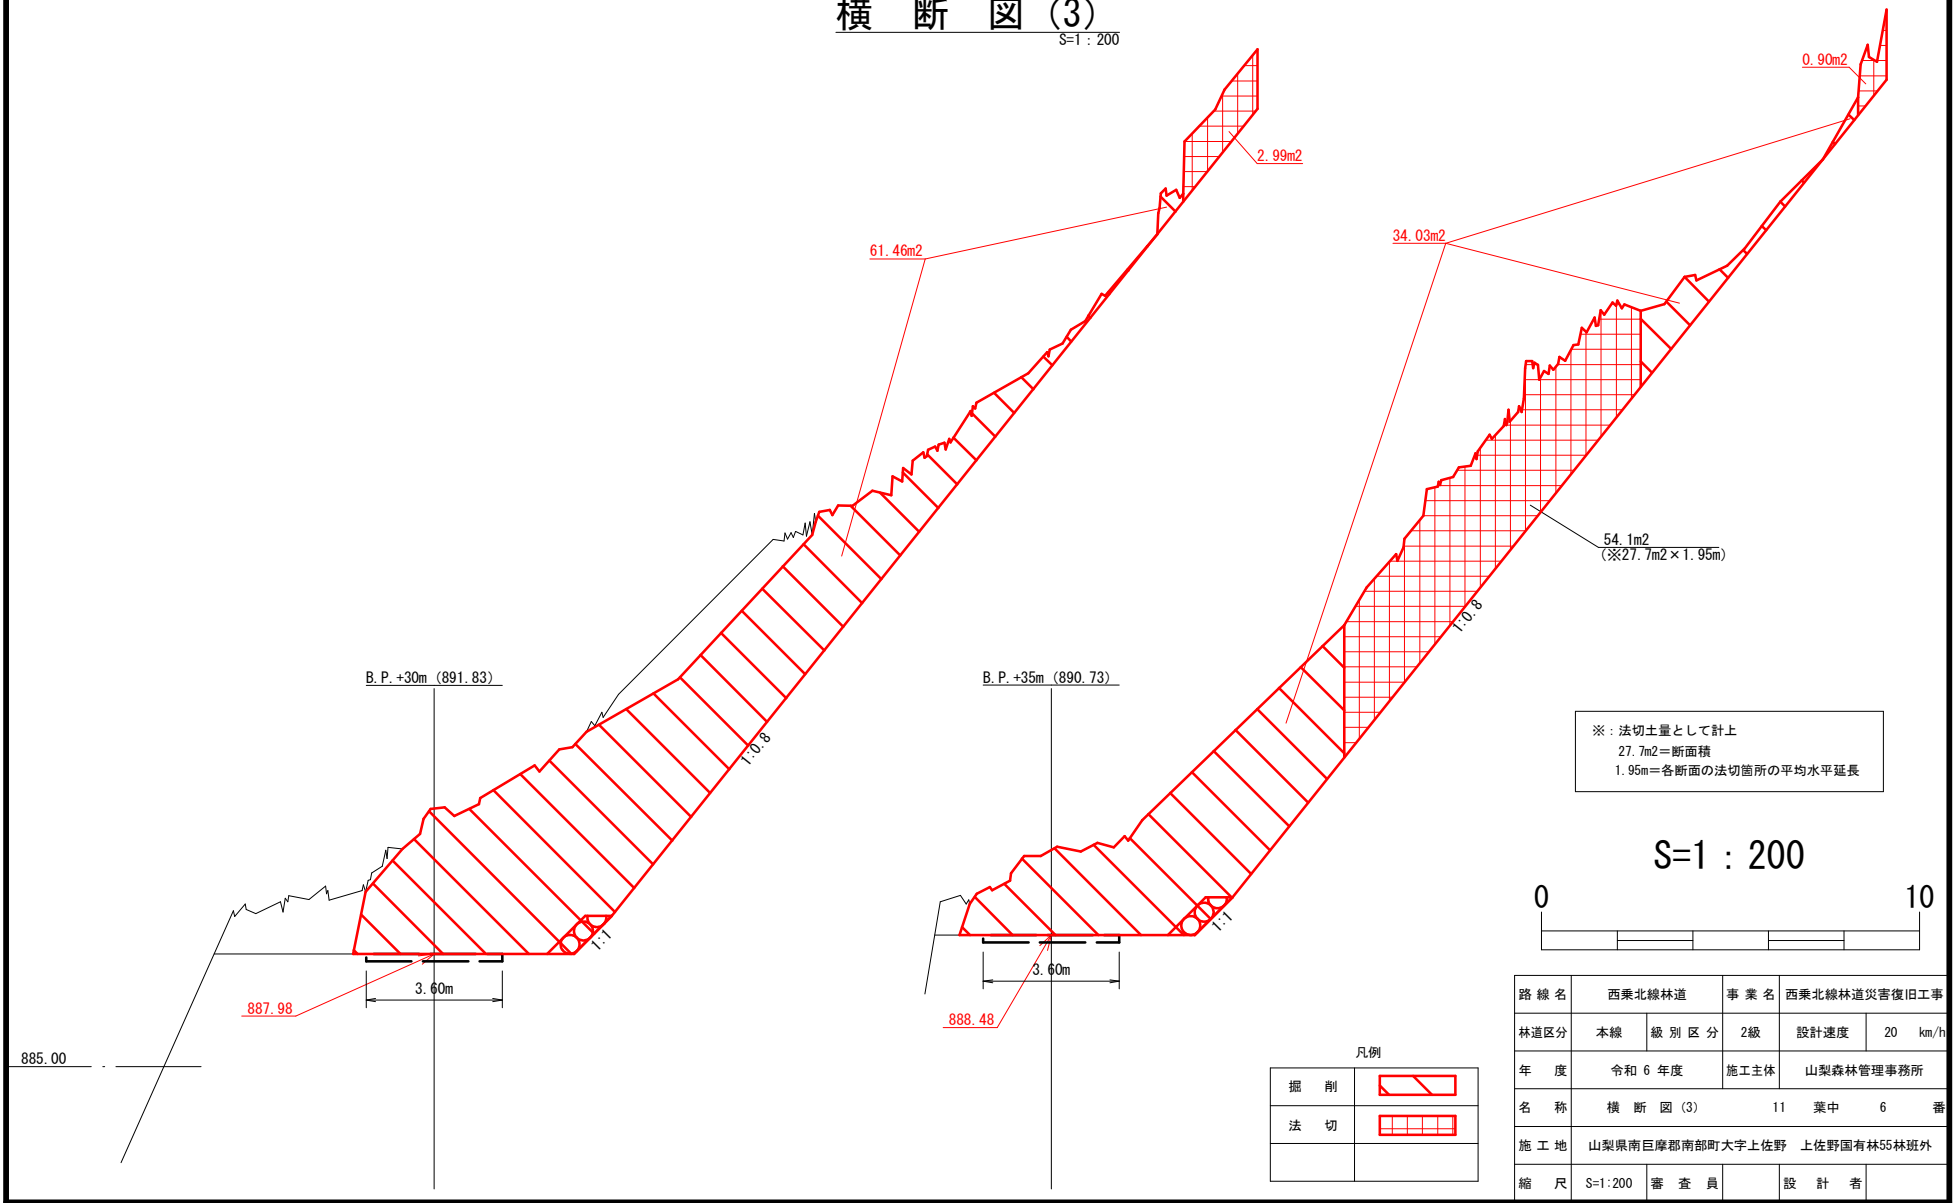 横 断 図 (3)
S=1 : 200
0.90m2
2.99m2
61.46m2
34.03m2
54.1m2
(※27.7m2×1.95m)
1:0.8
B.P.+30m (891.83)
B.P.+35m (890.73)
1:0.8
※：法切土量として計上
27.7m2＝断面積
1.95m＝各断面の法切箇所の平均水平延長
S=1 : 200
0 10
1:1
1:1
3.60m
3.60m
887.98
888.48
885.00
凡例
掘 削
法 切
路 線 名 西乗北線林道 事 業 名 西乗北線林道災害復旧工事
林道区分 本線 級 別 区 分 2級 設計速度 20 km/h
年 度 令和 6 年度 施工主体 山梨森林管理事務所
名 称 横 断 図 (3) 11 葉中 6 番
施 工 地 山梨県南巨摩郡南部町大字上佐野 上佐野国有林55林班外
縮 尺 S=1:200 審 査 員 設 計 者